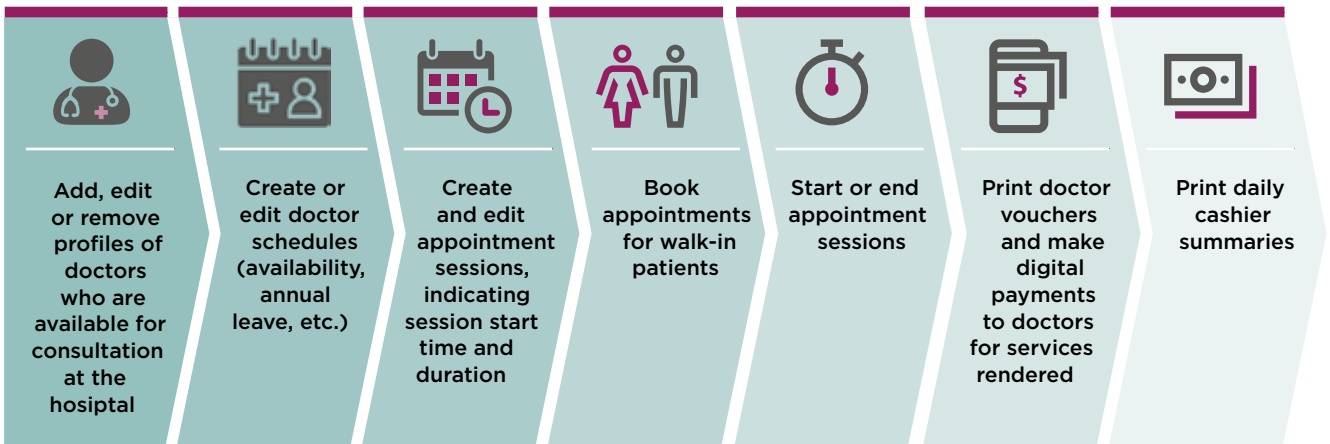 Add, edit
or remove
profiles of
doctors
who are
available for
consultation
at the
hosiptal
Create or
edit doctor
schedules
(availability,
annual
leave, etc.)
Create
and edit
appointment
sessions,
indicating
session start
time and
duration
Book
appointments
for walk-in
patients
Start or end
appointment
sessions
$
Print doctor
vouchers
and make
digital
payments
to doctors
for services
rendered
Print daily
cashier
summaries